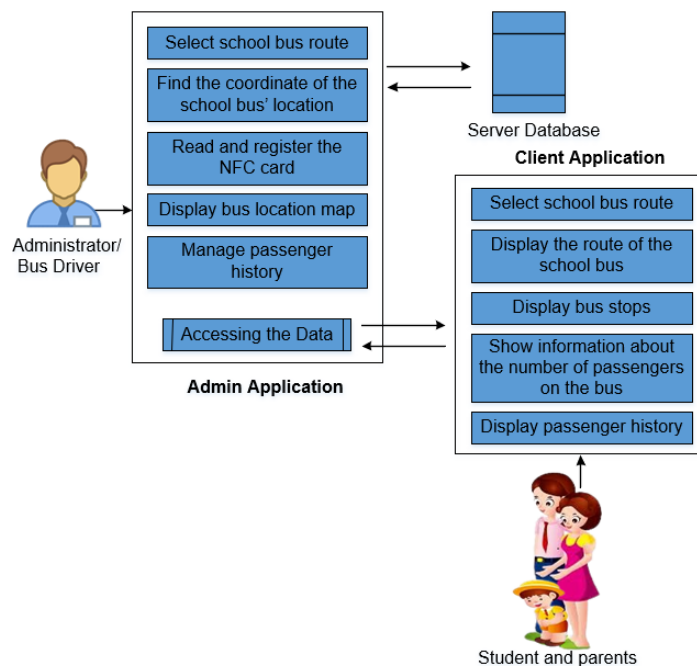 Select school bus route
Find the coordinate of the
school bus' location
Read and register the
NFC card
Display bus location map
Manage passenger
history
Accessing the Data
Admin Application
Administrator/
Bus Driver
Server Database
Client Application
Select school bus route
Display the route of the
school bus
Display bus stops
Show information about
the number of passengers
on the bus
Display passenger history
Student and parents